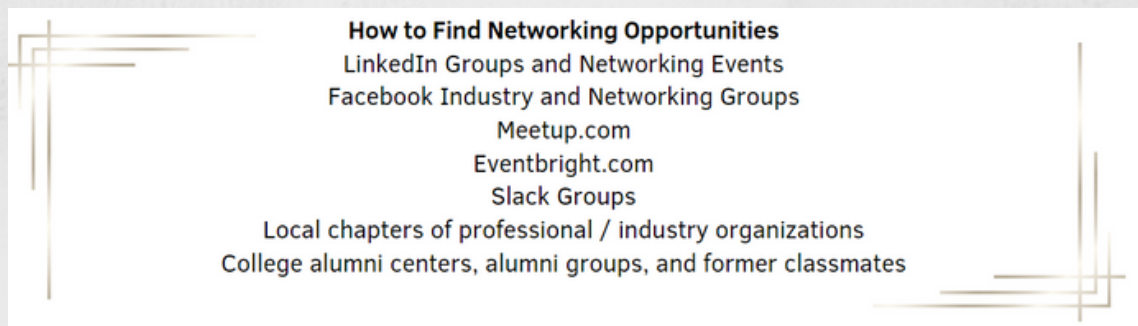 How to Find Networking Opportunities
LinkedIn Groups and Networking Events
Facebook Industry and Networking Groups
Meetup.com
Eventbright.com
Slack Groups
Local chapters of professional / industry organizations
College alumni centers, alumni groups, and former classmates